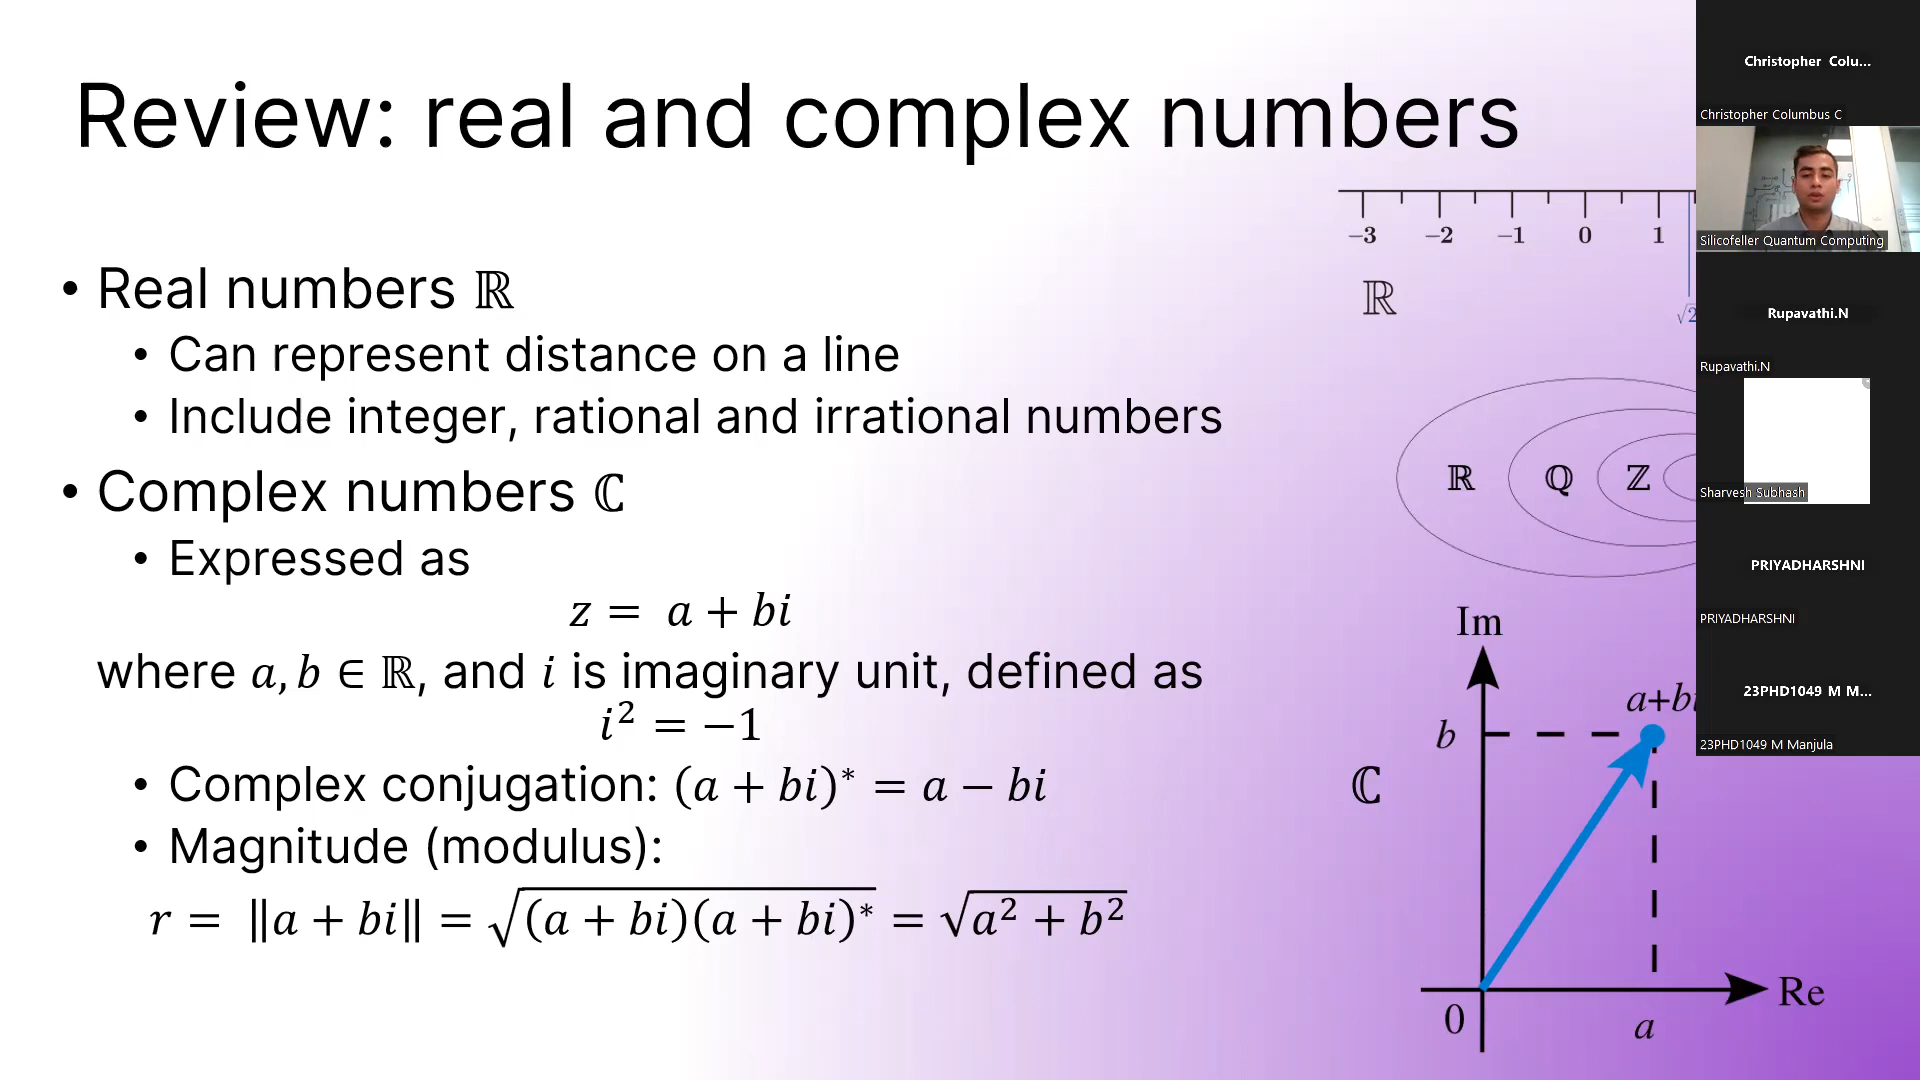 Review: real and complex numbers
• Real numbers ℝ
• Can represent distance on a line
• Include integer, rational and irrational numbers
• Complex numbers ℂ
• Expressed as
z = a + bi
where a, b ∈ ℝ, and i is imaginary unit, defined as
i² = −1
• Complex conjugation: (a + bi)* = a − bi
• Magnitude (modulus):
r = ‖a + bi‖ = √(a + bi)(a + bi)* = √a² + b²
−3 −2 −1 0 1
ℝ
√2
ℝ ℚ ℤ
Im
a+bi
b
ℂ
0
a
Re
Christopher Colu...
Christopher Columbus C
Silicofeller Quantum Computing
Rupavathi.N
Rupavathi.N
Sharvesh Subhash
PRIYADHARSHNI
PRIYADHARSHNI
23PHD1049 M M...
23PHD1049 M Manjula